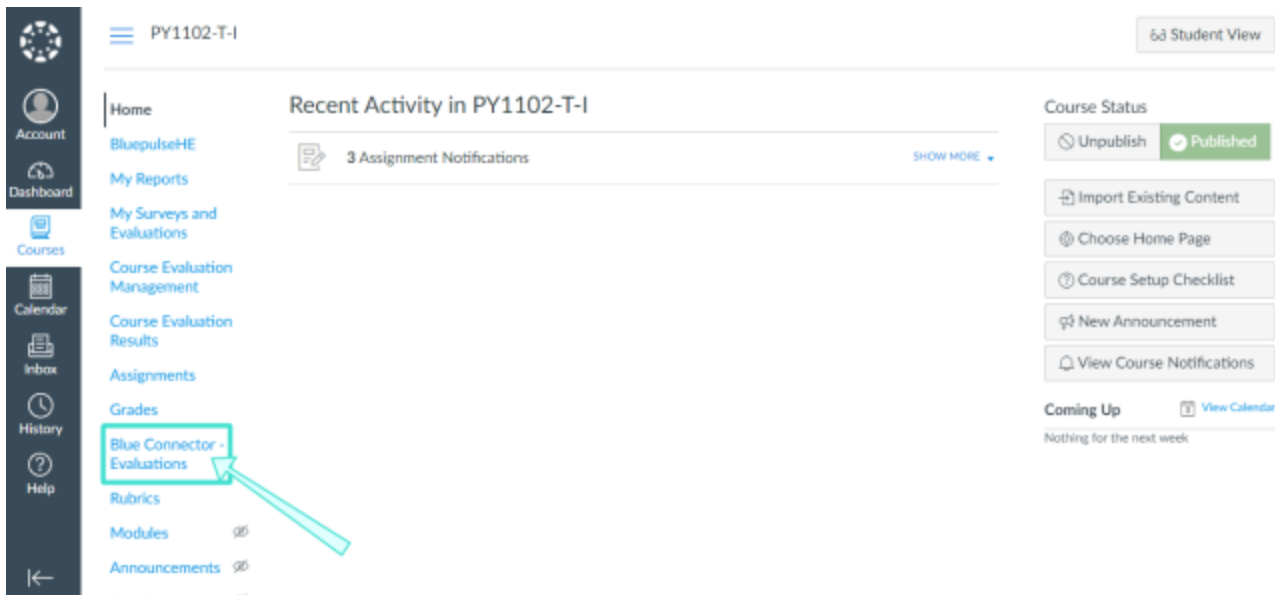 PY1102-T-I
Student View
Account
Dashboard
Courses
Calendar
Inbox
History
Help
Home
BluepulseHE
My Reports
My Surveys and
Evaluations
Course Evaluation
Management
Course Evaluation
Results
Assignments
Grades
Blue Connector -
Evaluations
Rubrics
Modules
Announcements
Recent Activity in PY1102-T-I
3 Assignment Notifications
SHOW MORE
Course Status
Unpublish
Published
Import Existing Content
Choose Home Page
Course Setup Checklist
New Announcement
View Course Notifications
Coming Up
View Calendar
Nothing for the next week